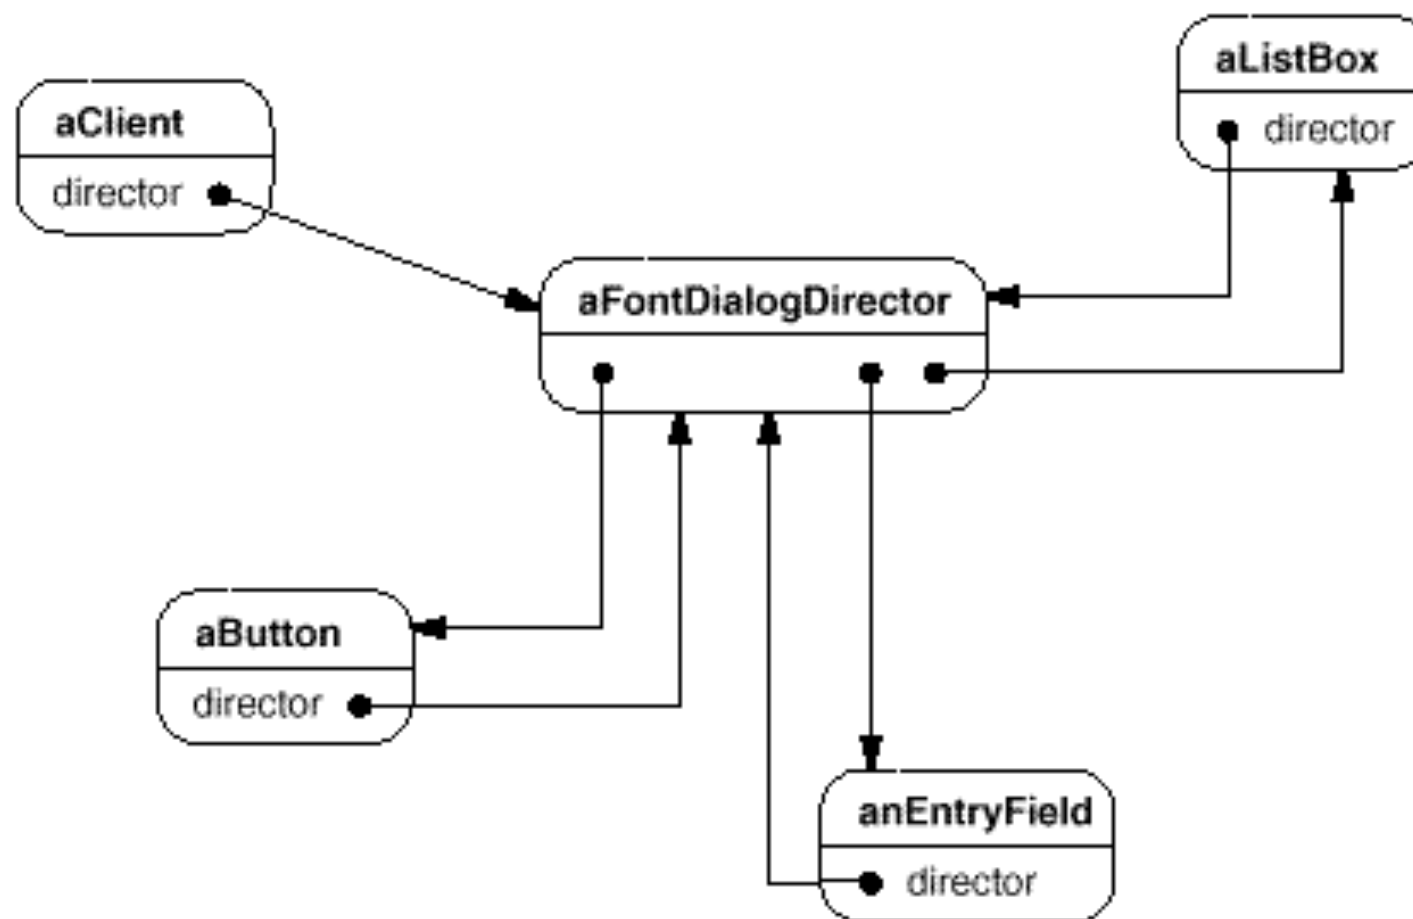 aListBox
director
aClient
director
aFontDialogDirector
aButton
director
anEntryField
director